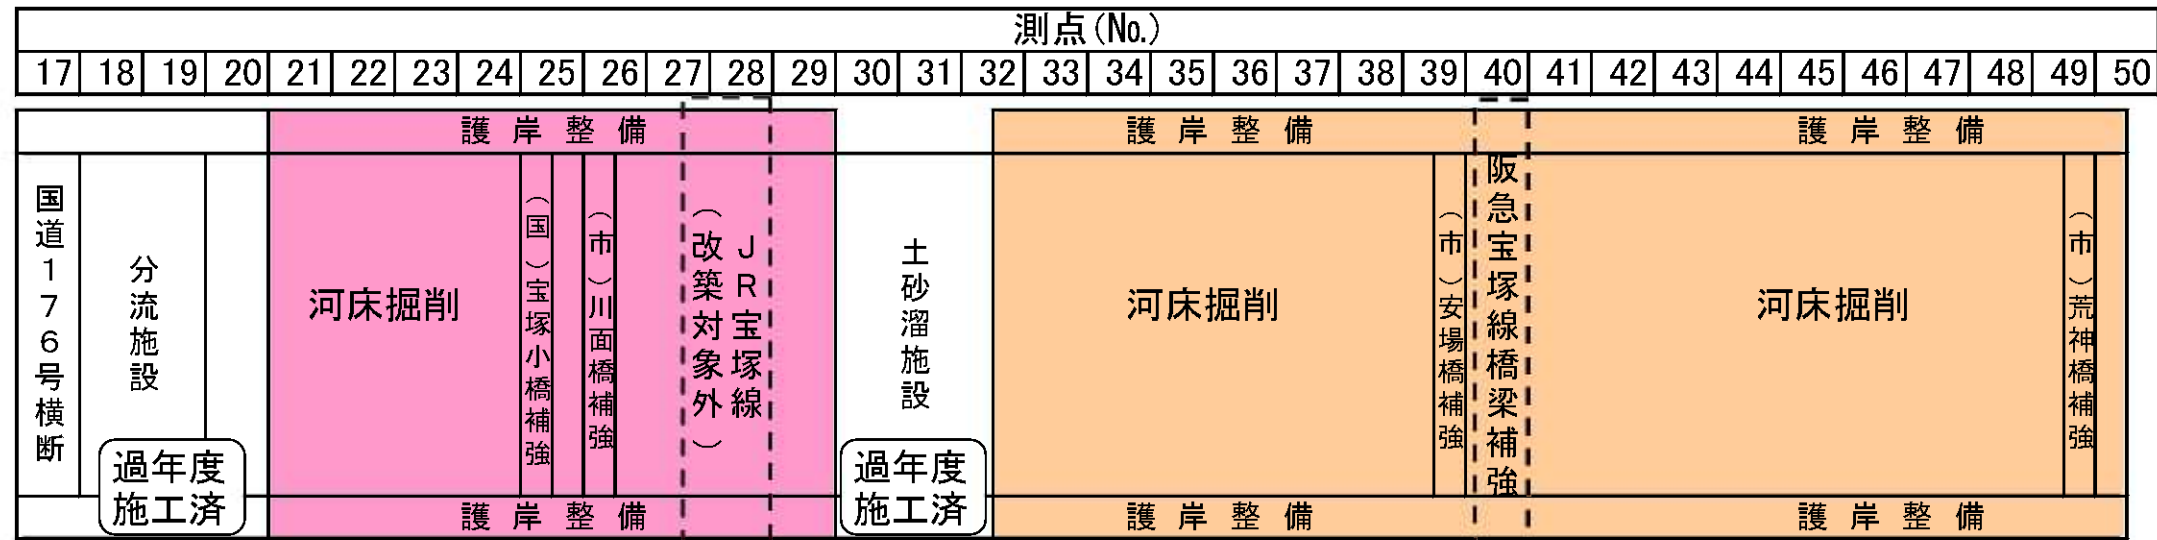 測点(No.)
17 18 19 20 21 22 23 24 25 26 27 28 29 30 31 32 33 34 35 36 37 38 39 40 41 42 43 44 45 46 47 48 49 50
護岸整備
護岸整備
護岸整備
国道176号横断
分流施設
過年度
施工済
河床掘削
(国)宝塚小橋補強
(市)川面橋補強
JR宝塚線
(改築対象外)
土砂溜施設
過年度
施工済
河床掘削
(市)安場橋補強
阪急宝塚線橋梁補強
河床掘削
(市)荒神橋補強
護岸整備
護岸整備
護岸整備